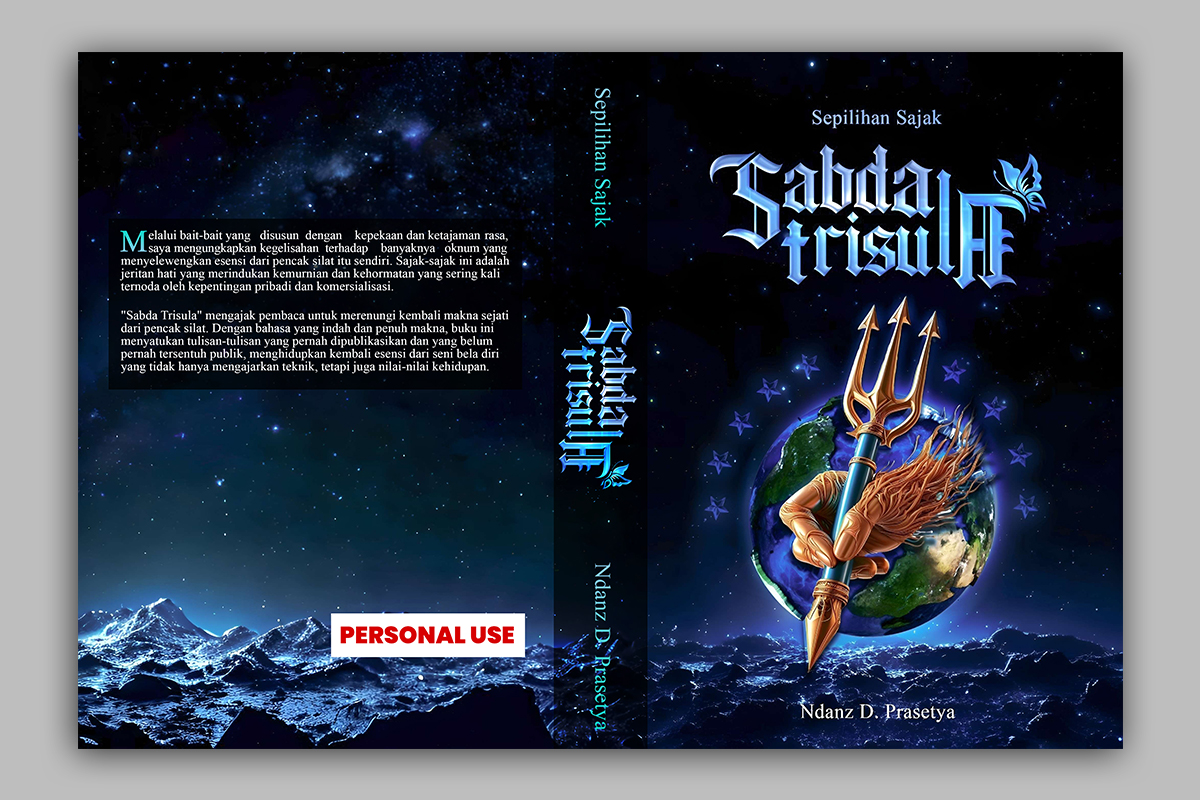 Melalui bait-bait yang disusun dengan kepekaan dan ketajaman rasa,
saya mengungkapkan kegelisahan terhadap banyaknya oknum yang
menyelewengkan esensi dari pencak silat itu sendiri. Sajak-sajak ini adalah
jeritan hati yang merindukan kemurnian dan kehormatan yang sering kali
ternoda oleh kepentingan pribadi dan komersialisasi.
"Sabda Trisula" mengajak pembaca untuk merenungi kembali makna sejati
dari pencak silat. Dengan bahasa yang indah dan penuh makna, buku ini
menyatukan tulisan-tulisan yang pernah dipublikasikan dan yang belum
pernah tersentuh publik, menghidupkan kembali esensi dari seni bela diri
yang tidak hanya mengajarkan teknik, tetapi juga nilai-nilai kehidupan.
PERSONAL USE
Sepilihan Sajak
Sabda
trisula
Ndanz D. Prasetya
Sepilihan Sajak
Sabda
trisula
Ndanz D. Prasetya